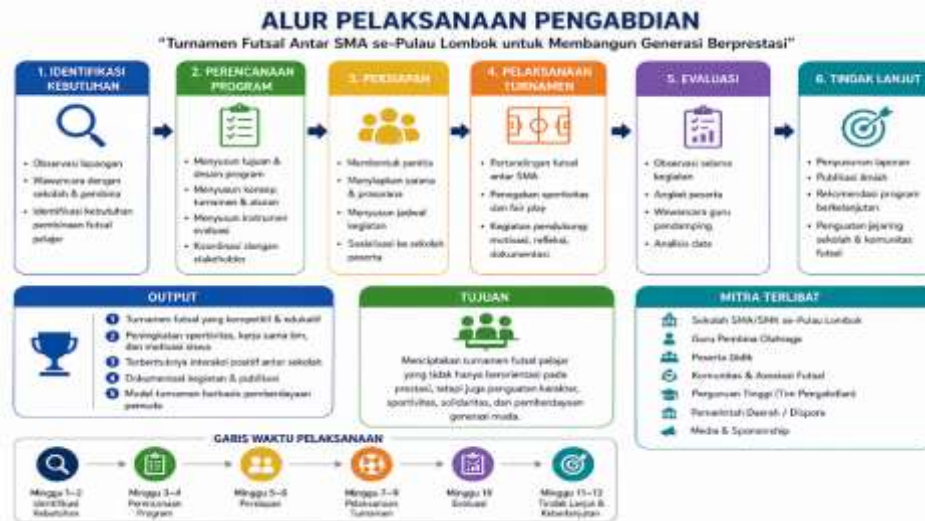 ALUR PELAKSANAAN PENGABDIAN
"Turnamen Futsal Antar SMA se-Pulau Lombok untuk Membangun Generasi Berprestasi"
1. IDENTIFIKASI
KEBUTUHAN
• Observasi lapangan
• Wawancara dengan
sekolah & pembina
• Identifikasi kebutuhan
pembinaan futsal
pelajar
2. PERENCANAAN
PROGRAM
• Menyusun tujuan &
desain program
• Menyusun konsep
turnamen & aturan
• Menyusun instrumen
evaluasi
• Koordinasi dengan
stakeholder
3. PERSIAPAN
• Membentuk panitia
• Menyiapkan sarana
& prasarana
• Menyusun jadwal
kegiatan
• Sosialisasi ke sekolah
peserta
4. PELAKSANAAN
TURNAMEN
• Pertandingan futsal
antar SMA
• Penegakan sportivitas
dan fair play
• Kegiatan pendukung:
motivasi, refleksi,
dokumentasi
5. EVALUASI
• Observasi selama
kegiatan
• Angket peserta
• Wawancara guru
pendamping
• Analisis data
6. TINDAK LANJUT
• Penyusunan laporan
• Publikasi ilmiah
• Rekomendasi program
berkelanjutan
• Penguatan jejaring
sekolah & komunitas
futsal
OUTPUT
1 Turnamen futsal yang kompetitif & edukatif
2 Peningkatan sportivitas, kerja sama tim,
dan motivasi siswa
3 Terbentuknya interaksi positif antar sekolah
4 Dokumentasi kegiatan & publikasi
5 Model turnamen berbasis pemberdayaan
pemuda
TUJUAN
Menciptakan turnamen futsal pelajar
yang tidak hanya berorientasi pada
prestasi, tetapi juga penguatan karakter,
sportivitas, solidaritas, dan pemberdayaan
generasi muda.
MITRA TERLIBAT
Sekolah SMA/SMK se-Pulau Lombok
Guru Pembina Olahraga
Peserta Didik
Komunitas & Asosiasi Futsal
Perguruan Tinggi (Tim Pengabdian)
Pemerintah Daerah / Dispora
Media & Sponsorship
GARIS WAKTU PELAKSANAAN
Minggu 1–2
Identifikasi
Kebutuhan
Minggu 3–4
Perencanaan
Program
Minggu 5–6
Persiapan
Minggu 7–9
Pelaksanaan
Turnamen
Minggu 10
Evaluasi
Minggu 11–12
Tindak Lanjut &
Keberlanjutan